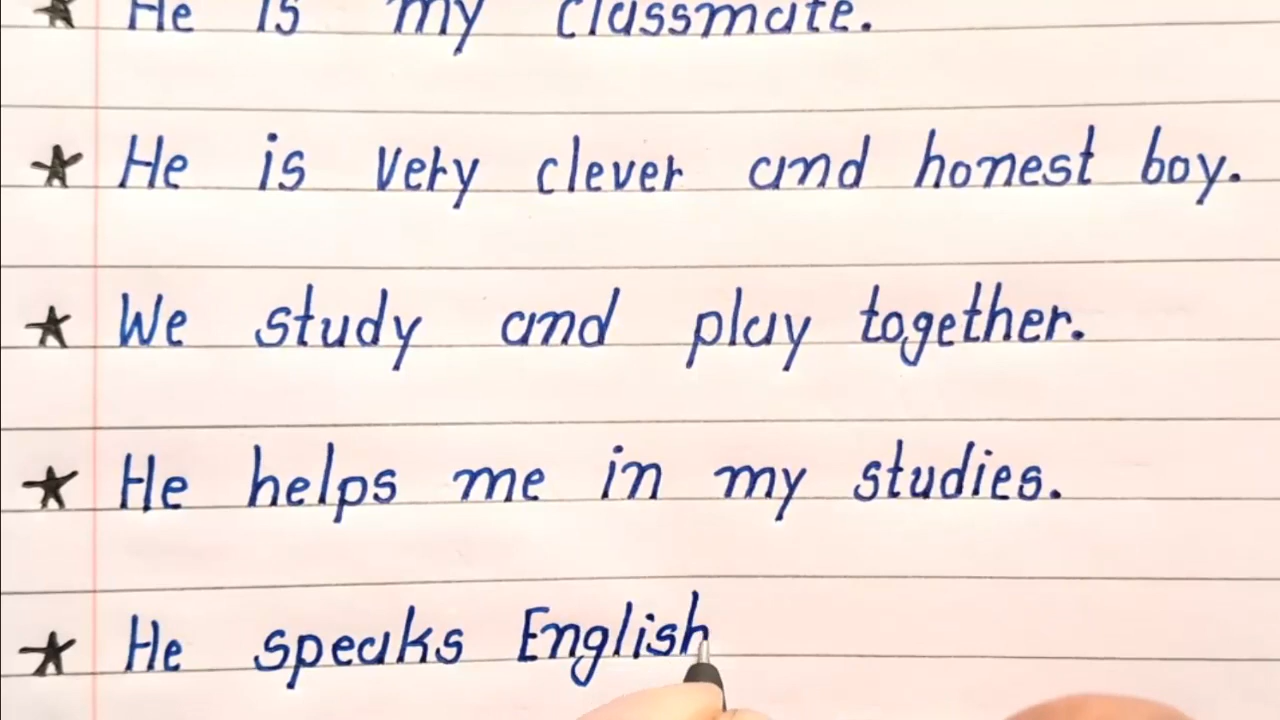 ★ He is my classmate.
★ He is very clever and honest boy.
★ We study and play together.
★ He helps me in my studies.
★ He speaks English